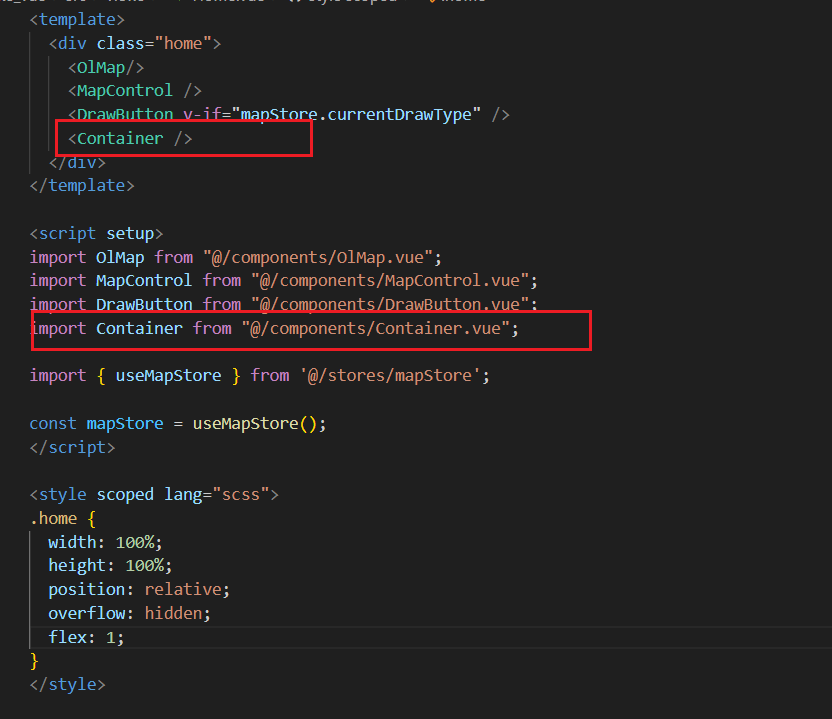 <template>
<div class="home">
<OlMap/>
<MapControl />
<DrawButton v-if="mapStore.currentDrawType" />
<Container />
</div>
</template>
<script setup>
import OlMap from "@/components/OlMap.vue";
import MapControl from "@/components/MapControl.vue";
import DrawButton from "@/components/DrawButton.vue";
import Container from "@/components/Container.vue";
import { useMapStore } from '@/stores/mapStore';
const mapStore = useMapStore();
</script>
<style scoped lang="scss">
.home {
width: 100%;
height: 100%;
position: relative;
overflow: hidden;
flex: 1;
}
</style>